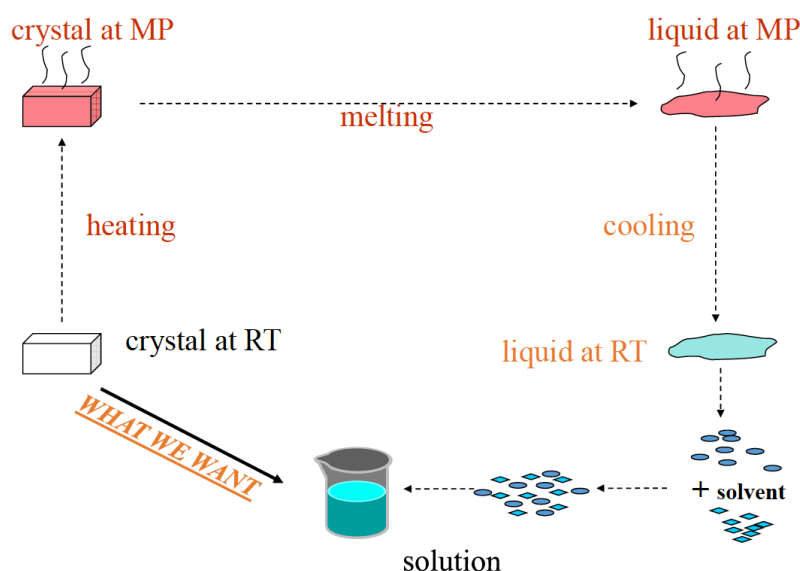 crystal at MP
liquid at MP
melting
heating
cooling
crystal at RT
liquid at RT
WHAT WE WANT
+ solvent
solution